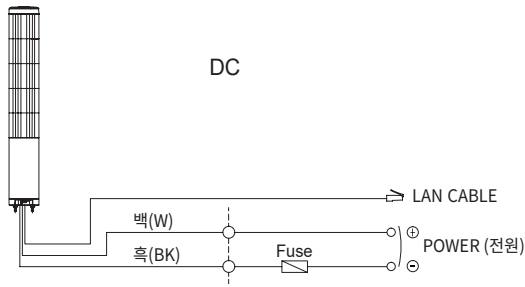 DC
LAN CABLE
백(W)
⊕
POWER (전원)
흑(BK)
Fuse
⊖